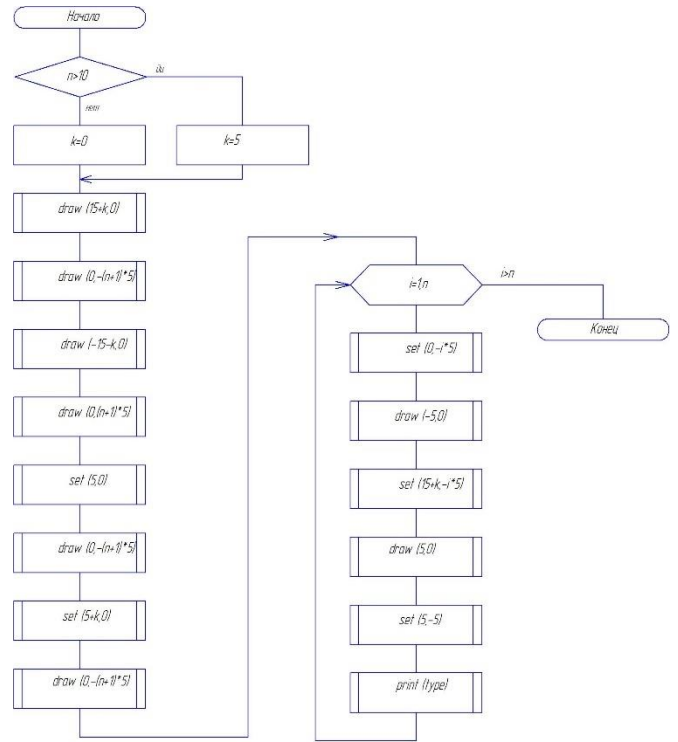 Начало
n>10
да
нет
k=0
k=5
draw (15+k,0)
draw (0,-(n+1)*5)
draw (-15-k,0)
draw (0,(n+1)*5)
set (5,0)
draw (0,-(n+1)*5)
set (5+k,0)
draw (0,-(n+1)*5)
i=1,n
i>n
Конец
set (0,-i*5)
draw (-5,0)
set (15+k,-i*5)
draw (5,0)
set (5,-5)
print (type)